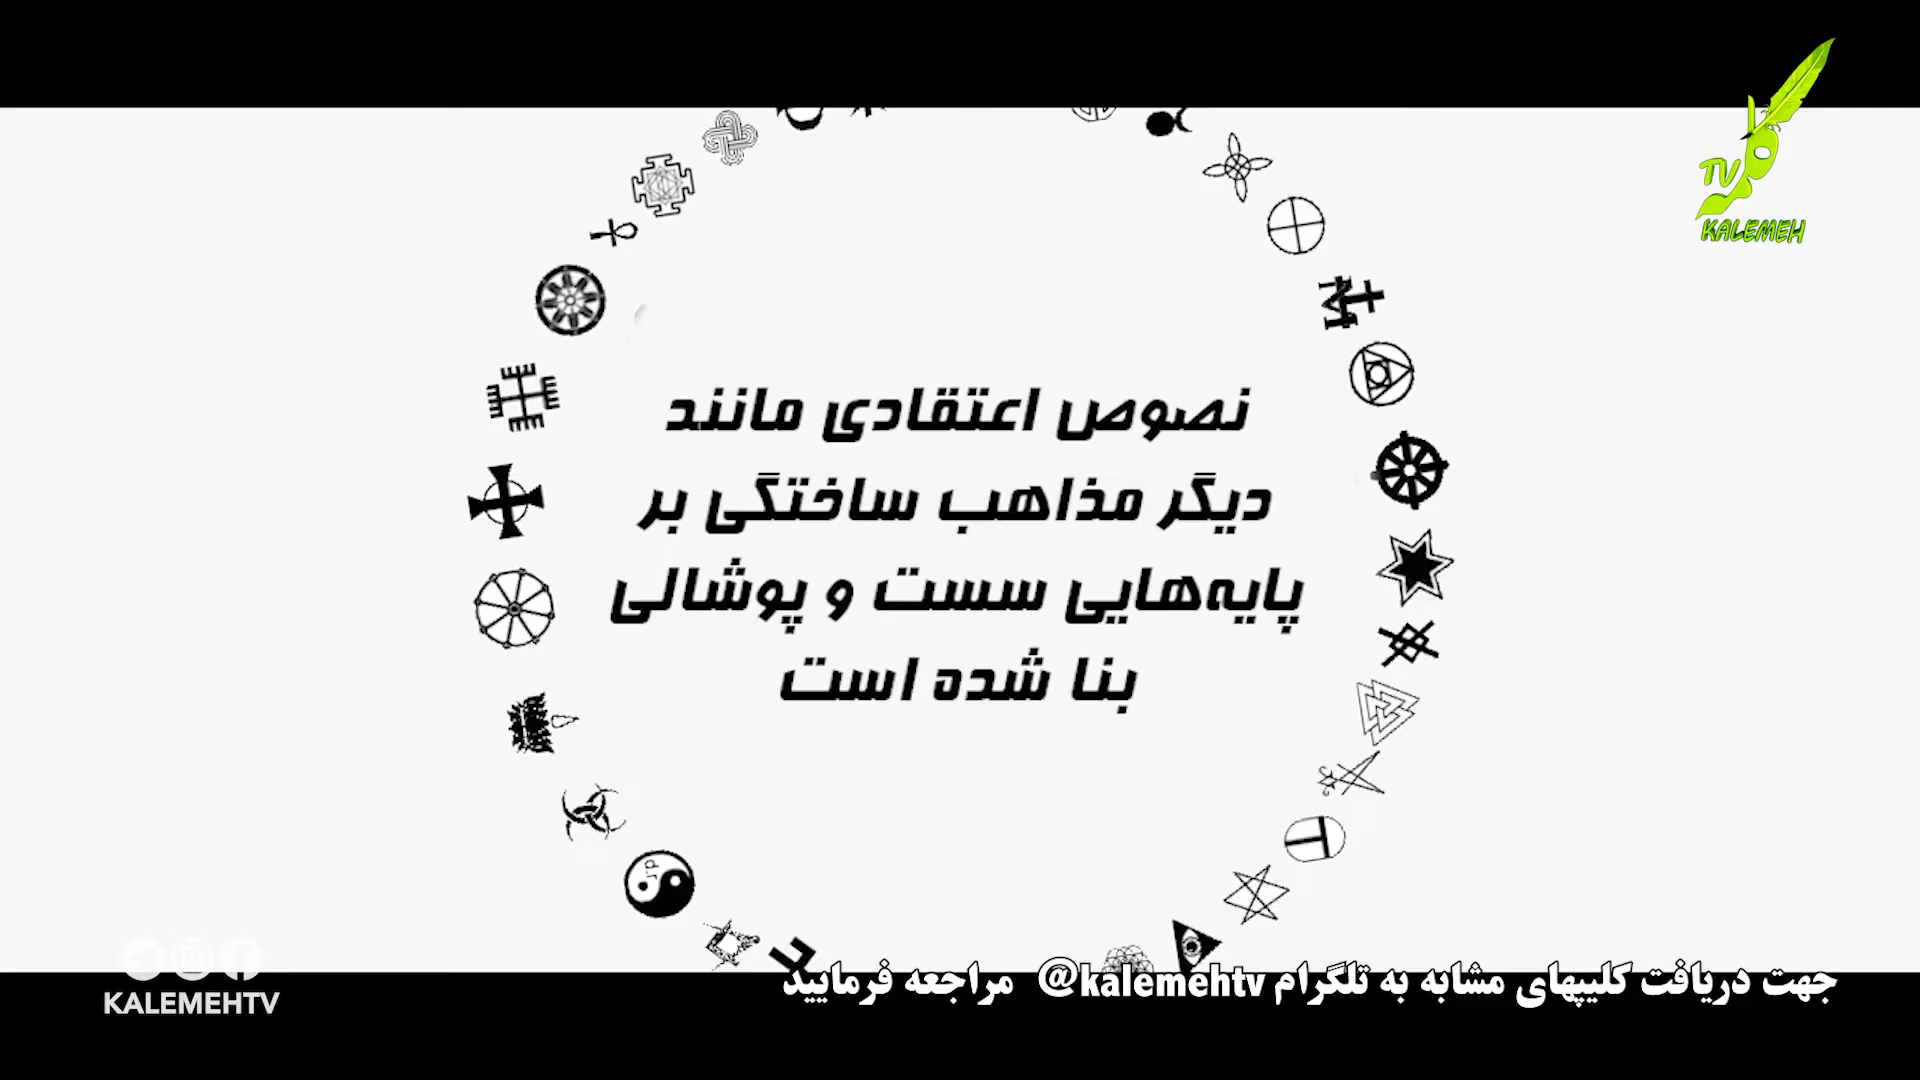 TV
KALEMEH
نصوص اعتقادی مانند
دیگر مذاهب ساختگی بر
پایه‌هایی سست و پوشالی
بنا شده است
KALEMEHTV
جهت دریافت کلیپهای مشابه به تلگرام @kalemehtv مراجعه فرمایید